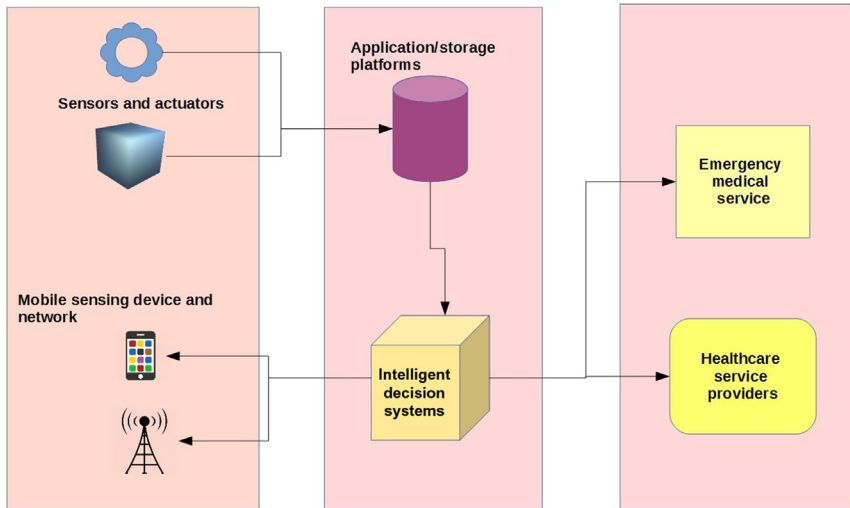 Sensors and actuators
Mobile sensing device and
network
Application/storage
platforms
Intelligent
decision
systems
Emergency
medical
service
Healthcare
service
providers